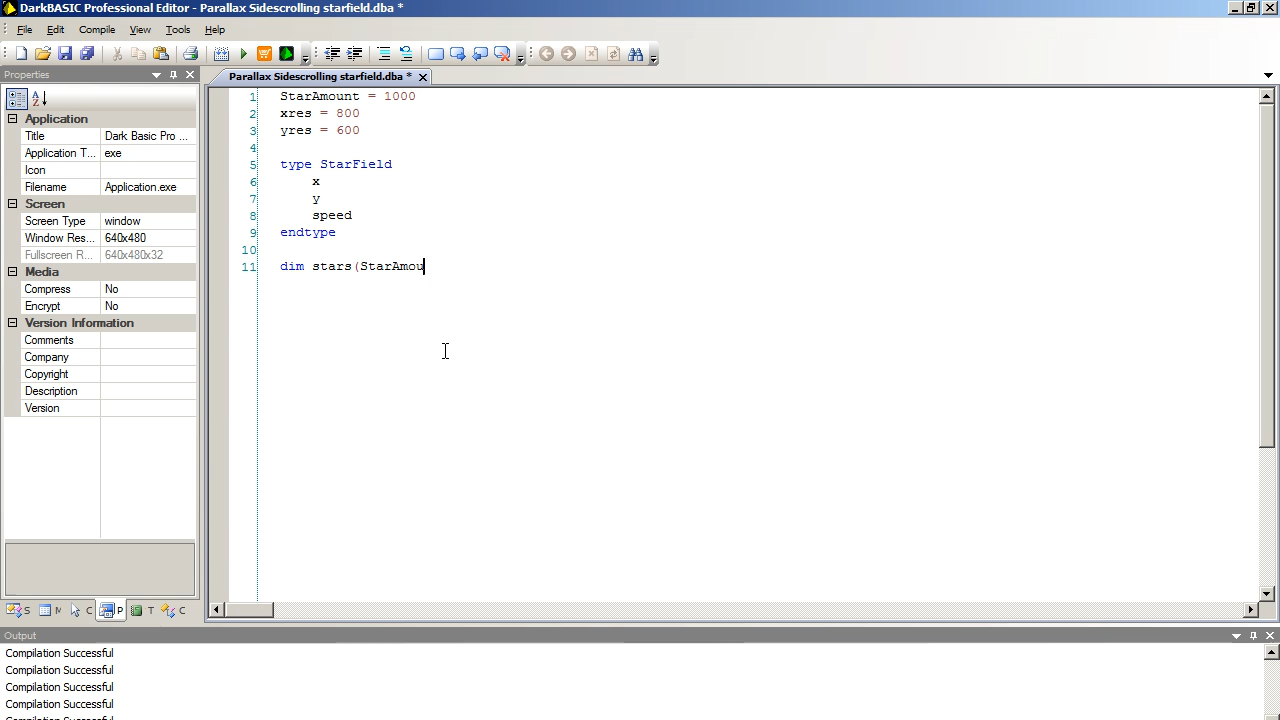 DarkBASIC Professional Editor - Parallax Sidescrolling starfield.dba *
File Edit Compile View Tools Help
Properties
Parallax Sidescrolling starfield.dba *
Application
Title Dark Basic Pro ...
Application T... exe
Icon
Filename Application.exe
Screen
Screen Type window
Window Res... 640x480
Fullscreen R... 640x480x32
Media
Compress No
Encrypt No
Version Information
Comments
Company
Copyright
Description
Version
S M C P T C
1 StarAmount = 1000
2 xres = 800
3 yres = 600
4
5 type StarField
6 x
7 y
8 speed
9 endtype
10
11 dim stars(StarAmou
Output
Compilation Successful
Compilation Successful
Compilation Successful
Compilation Successful
Compilation Successful